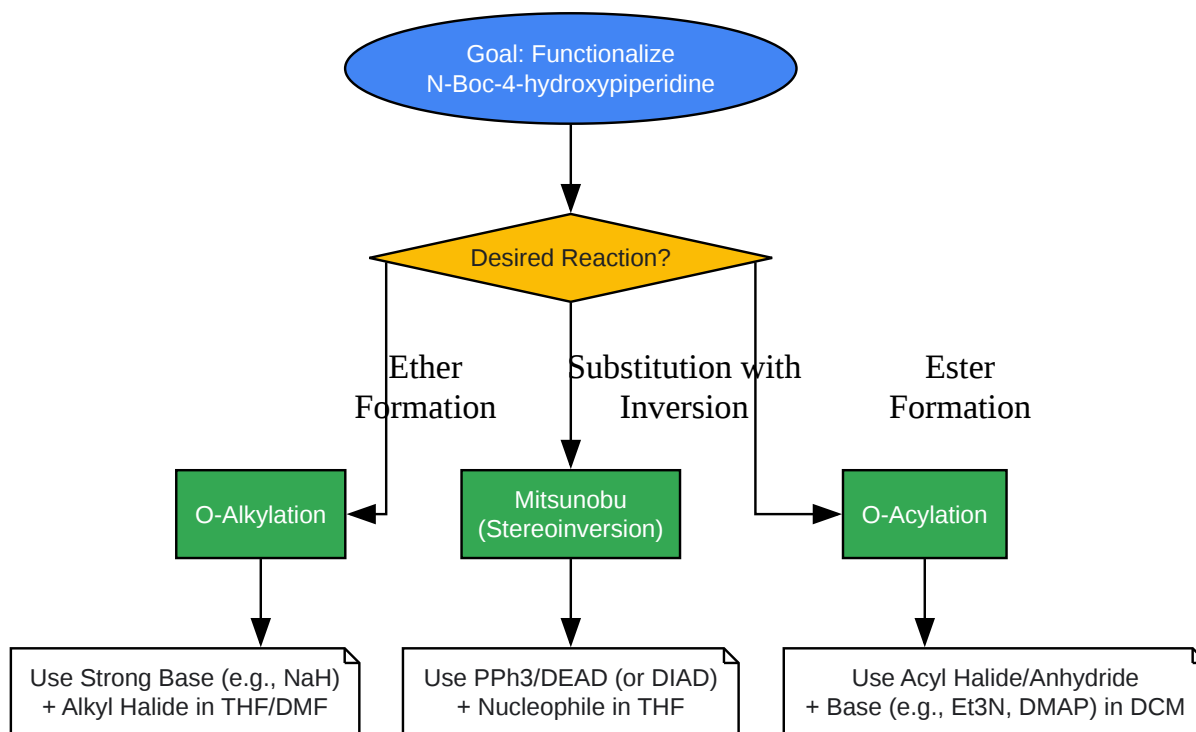 Goal: Functionalize
N-Boc-4-hydroxypiperidine
Desired Reaction?
Ether
Formation
Substitution with
Inversion
Ester
Formation
O-Alkylation
Mitsunobu
(Stereoinversion)
O-Acylation
Use Strong Base (e.g., NaH)
+ Alkyl Halide in THF/DMF
Use PPh3/DEAD (or DIAD)
+ Nucleophile in THF
Use Acyl Halide/Anhydride
+ Base (e.g., Et3N, DMAP) in DCM